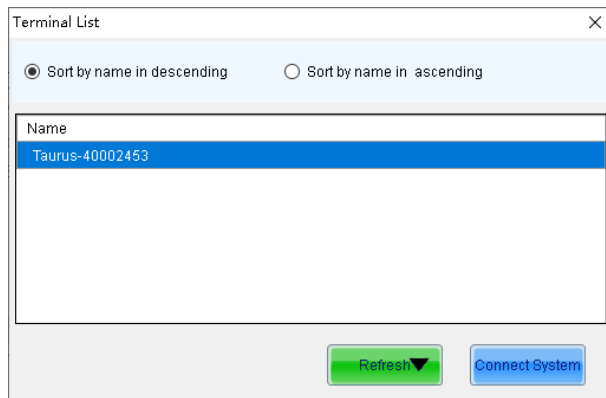 Terminal List
Sort by name in descending
Sort by name in ascending
Name
Taurus-40002453
Refresh
Connect System